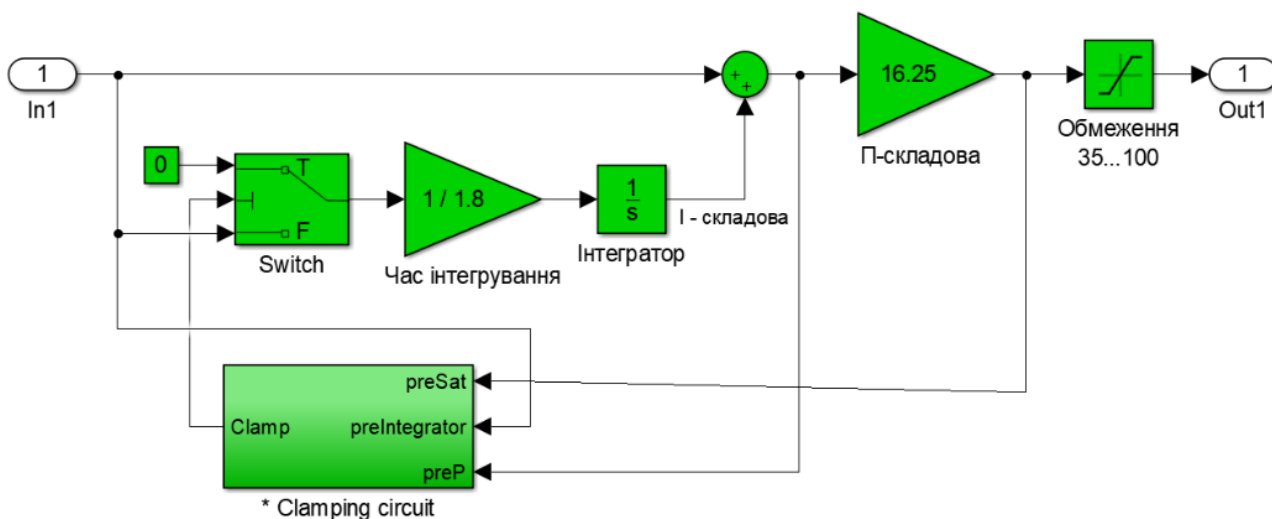 1
In1
0
T
F
Switch
1 / 1.8
Час інтегрування
1
s
Інтегратор
I - складова
+
+
16.25
П-складова
Обмеження
35...100
1
Out1
preSat
Clamp
preIntegrator
preP
* Clamping circuit